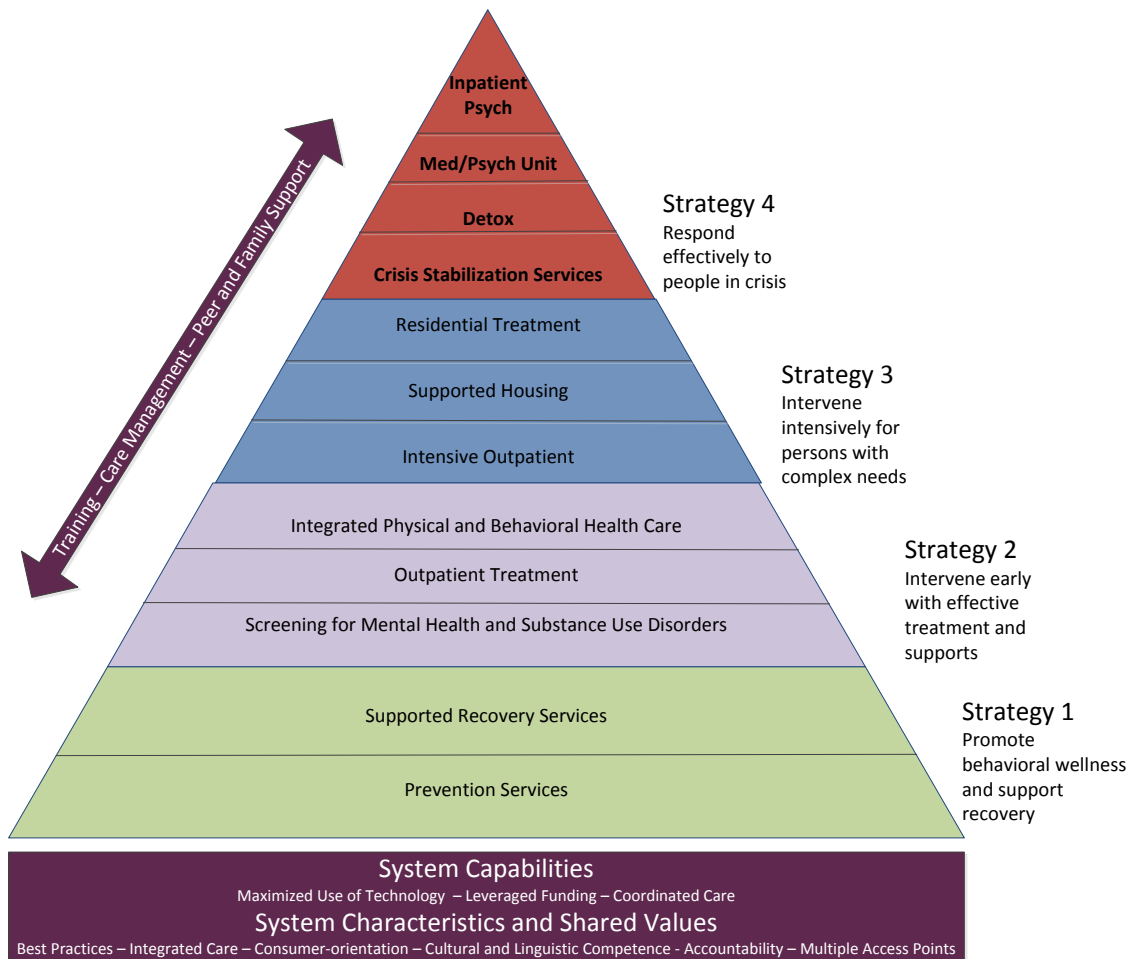 Inpatient
Psych
Med/Psych Unit
Detox
Crisis Stabilization Services
Strategy 4
Respond
effectively to
people in crisis
Training – Care Management – Peer and Family Support
Residential Treatment
Supported Housing
Intensive Outpatient
Strategy 3
Intervene
intensively for
persons with
complex needs
Integrated Physical and Behavioral Health Care
Outpatient Treatment
Screening for Mental Health and Substance Use Disorders
Strategy 2
Intervene early
with effective
treatment and
supports
Supported Recovery Services
Prevention Services
Strategy 1
Promote
behavioral wellness
and support
recovery
System Capabilities
Maximized Use of Technology – Leveraged Funding – Coordinated Care
System Characteristics and Shared Values
Best Practices – Integrated Care – Consumer-orientation – Cultural and Linguistic Competence - Accountability – Multiple Access Points